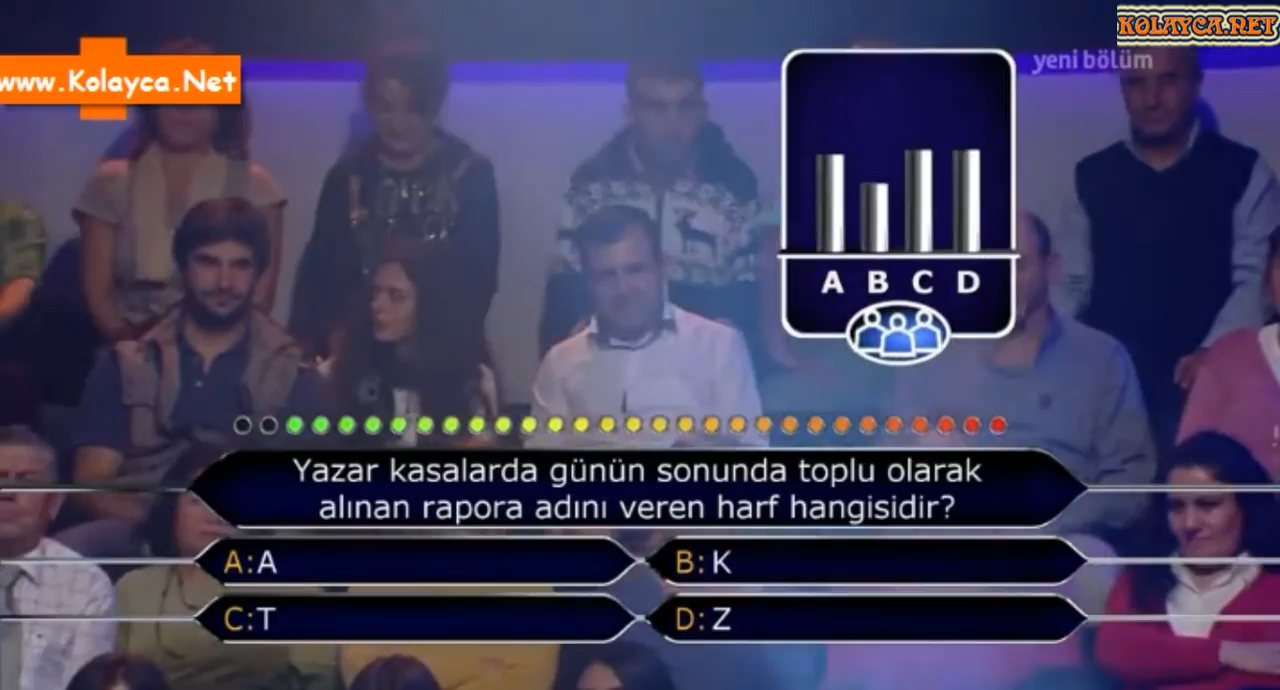 KOLAYCA.NET
yeni bölüm
www.Kolayca.Net
A B C D
Yazar kasalarda günün sonunda toplu olarak
alınan rapora adını veren harf hangisidir?
A: A
B: K
C: T
D: Z